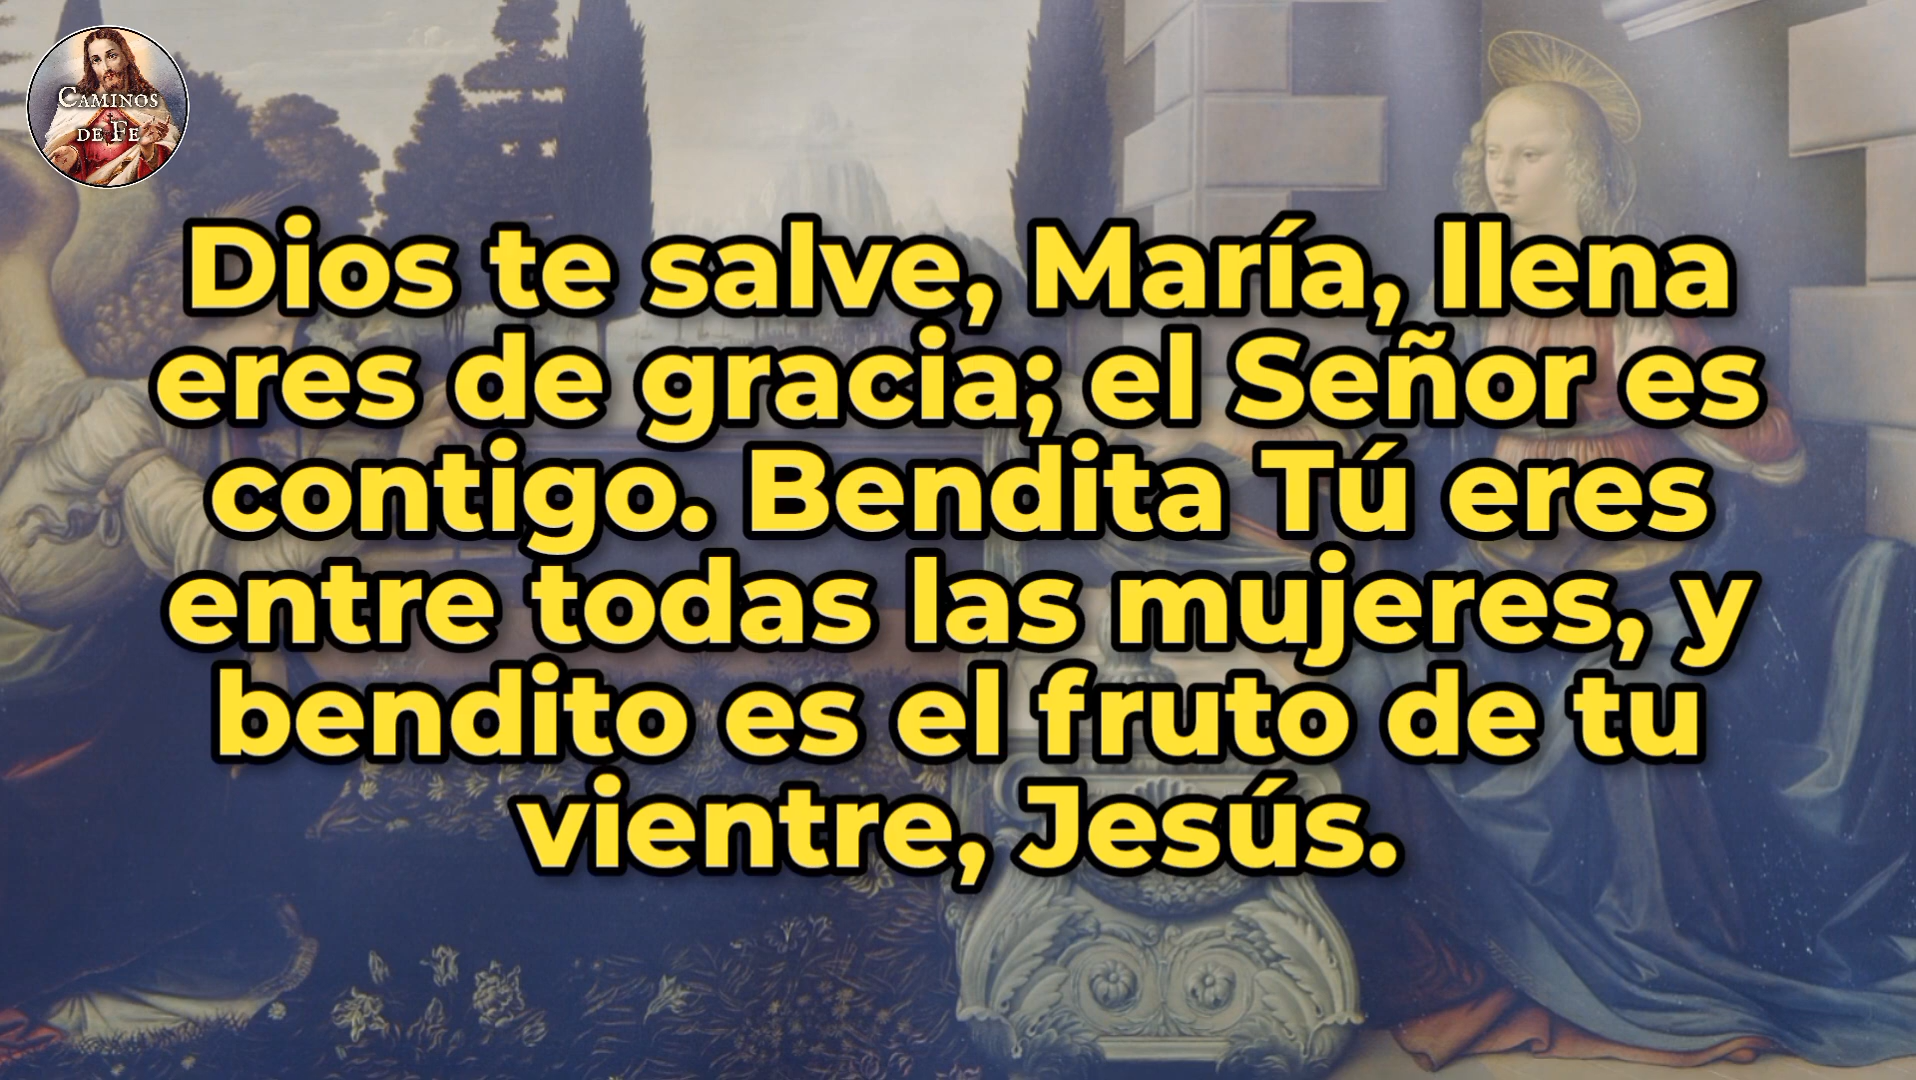 Caminos
de Fe
Dios te salve, María, llena
eres de gracia; el Señor es
contigo. Bendita Tú eres
entre todas las mujeres, y
bendito es el fruto de tu
vientre, Jesús.